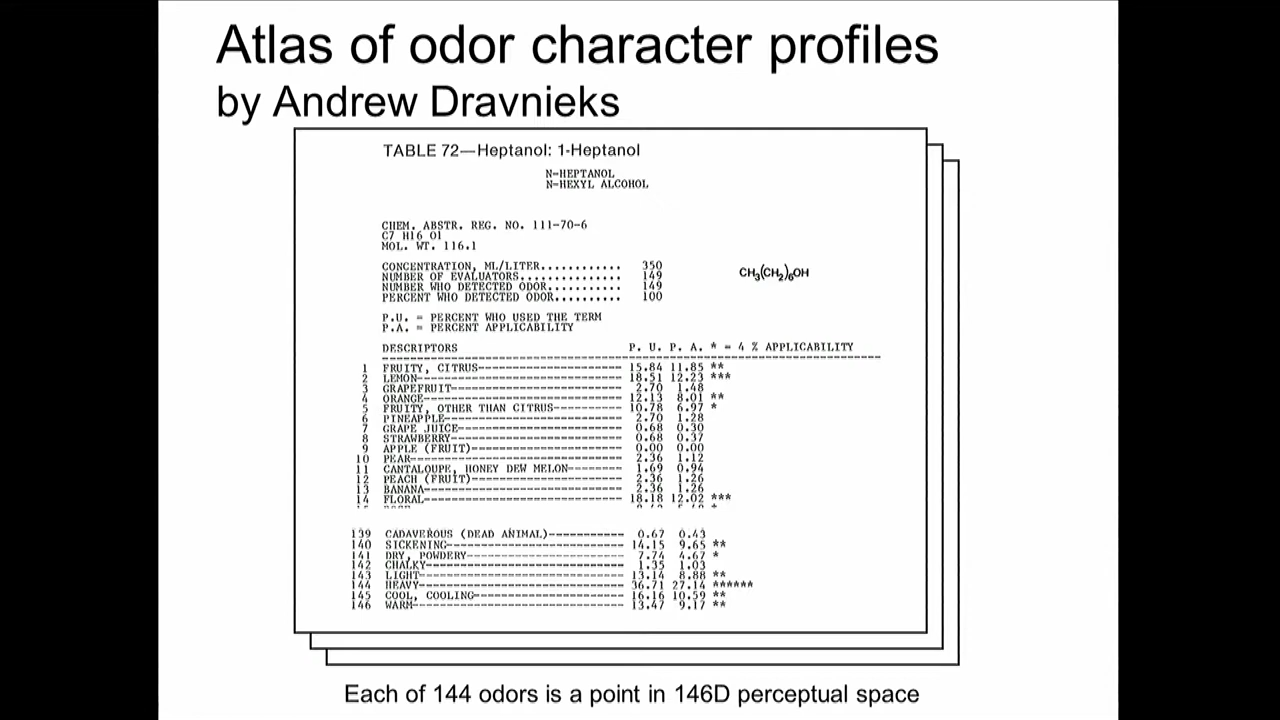 Atlas of odor character profiles
by Andrew Dravnieks
TABLE 72—Heptanol: 1-Heptanol
N-HEPTANOL
N-HEXYL ALCOHOL
CHEM. ABSTR. REG. NO. 111-70-6
C7 H16 O1
MOL. WT. 116.1
CONCENTRATION, ML/LITER............ 350
NUMBER OF EVALUATORS............... 149
NUMBER WHO DETECTED ODOR........... 149
PERCENT WHO DETECTED ODOR.......... 100
CH3(CH2)6OH
P.U. = PERCENT WHO USED THE TERM
P.A. = PERCENT APPLICABILITY
DESCRIPTORS P. U. P. A. * = 4 % APPLICABILITY
1 FRUITY, CITRUS 15.84 11.85 **
2 LEMON 18.51 12.23 ***
3 GRAPEFRUIT 2.70 1.48
4 ORANGE 12.13 8.01 **
5 FRUITY, OTHER THAN CITRUS 10.78 6.97 *
6 PINEAPPLE 2.70 1.28
7 GRAPE JUICE 0.68 0.30
8 STRAWBERRY 0.68 0.37
9 APPLE (FRUIT) 0.00 0.00
10 PEAR 2.36 1.12
11 CANTALOUPE, HONEY DEW MELON 1.69 0.94
12 PEACH (FRUIT) 2.36 1.26
13 BANANA 2.36 1.26
14 FLORAL 18.18 12.02 ***
139 CADAVEROUS (DEAD ANIMAL) 0.67 0.43
140 SICKENING 14.15 9.65 **
141 DRY, POWDERY 7.74 4.67 *
142 CHALKY 1.35 1.03
143 LIGHT 13.14 8.88 **
144 HEAVY 36.71 27.14 ******
145 COOL, COOLING 16.16 10.59 **
146 WARM 13.47 9.17 **
Each of 144 odors is a point in 146D perceptual space